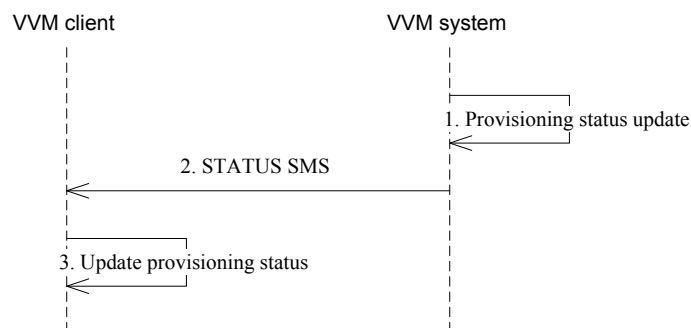 VVM client
VVM system
1. Provisioning status update
2. STATUS SMS
3. Update provisioning status